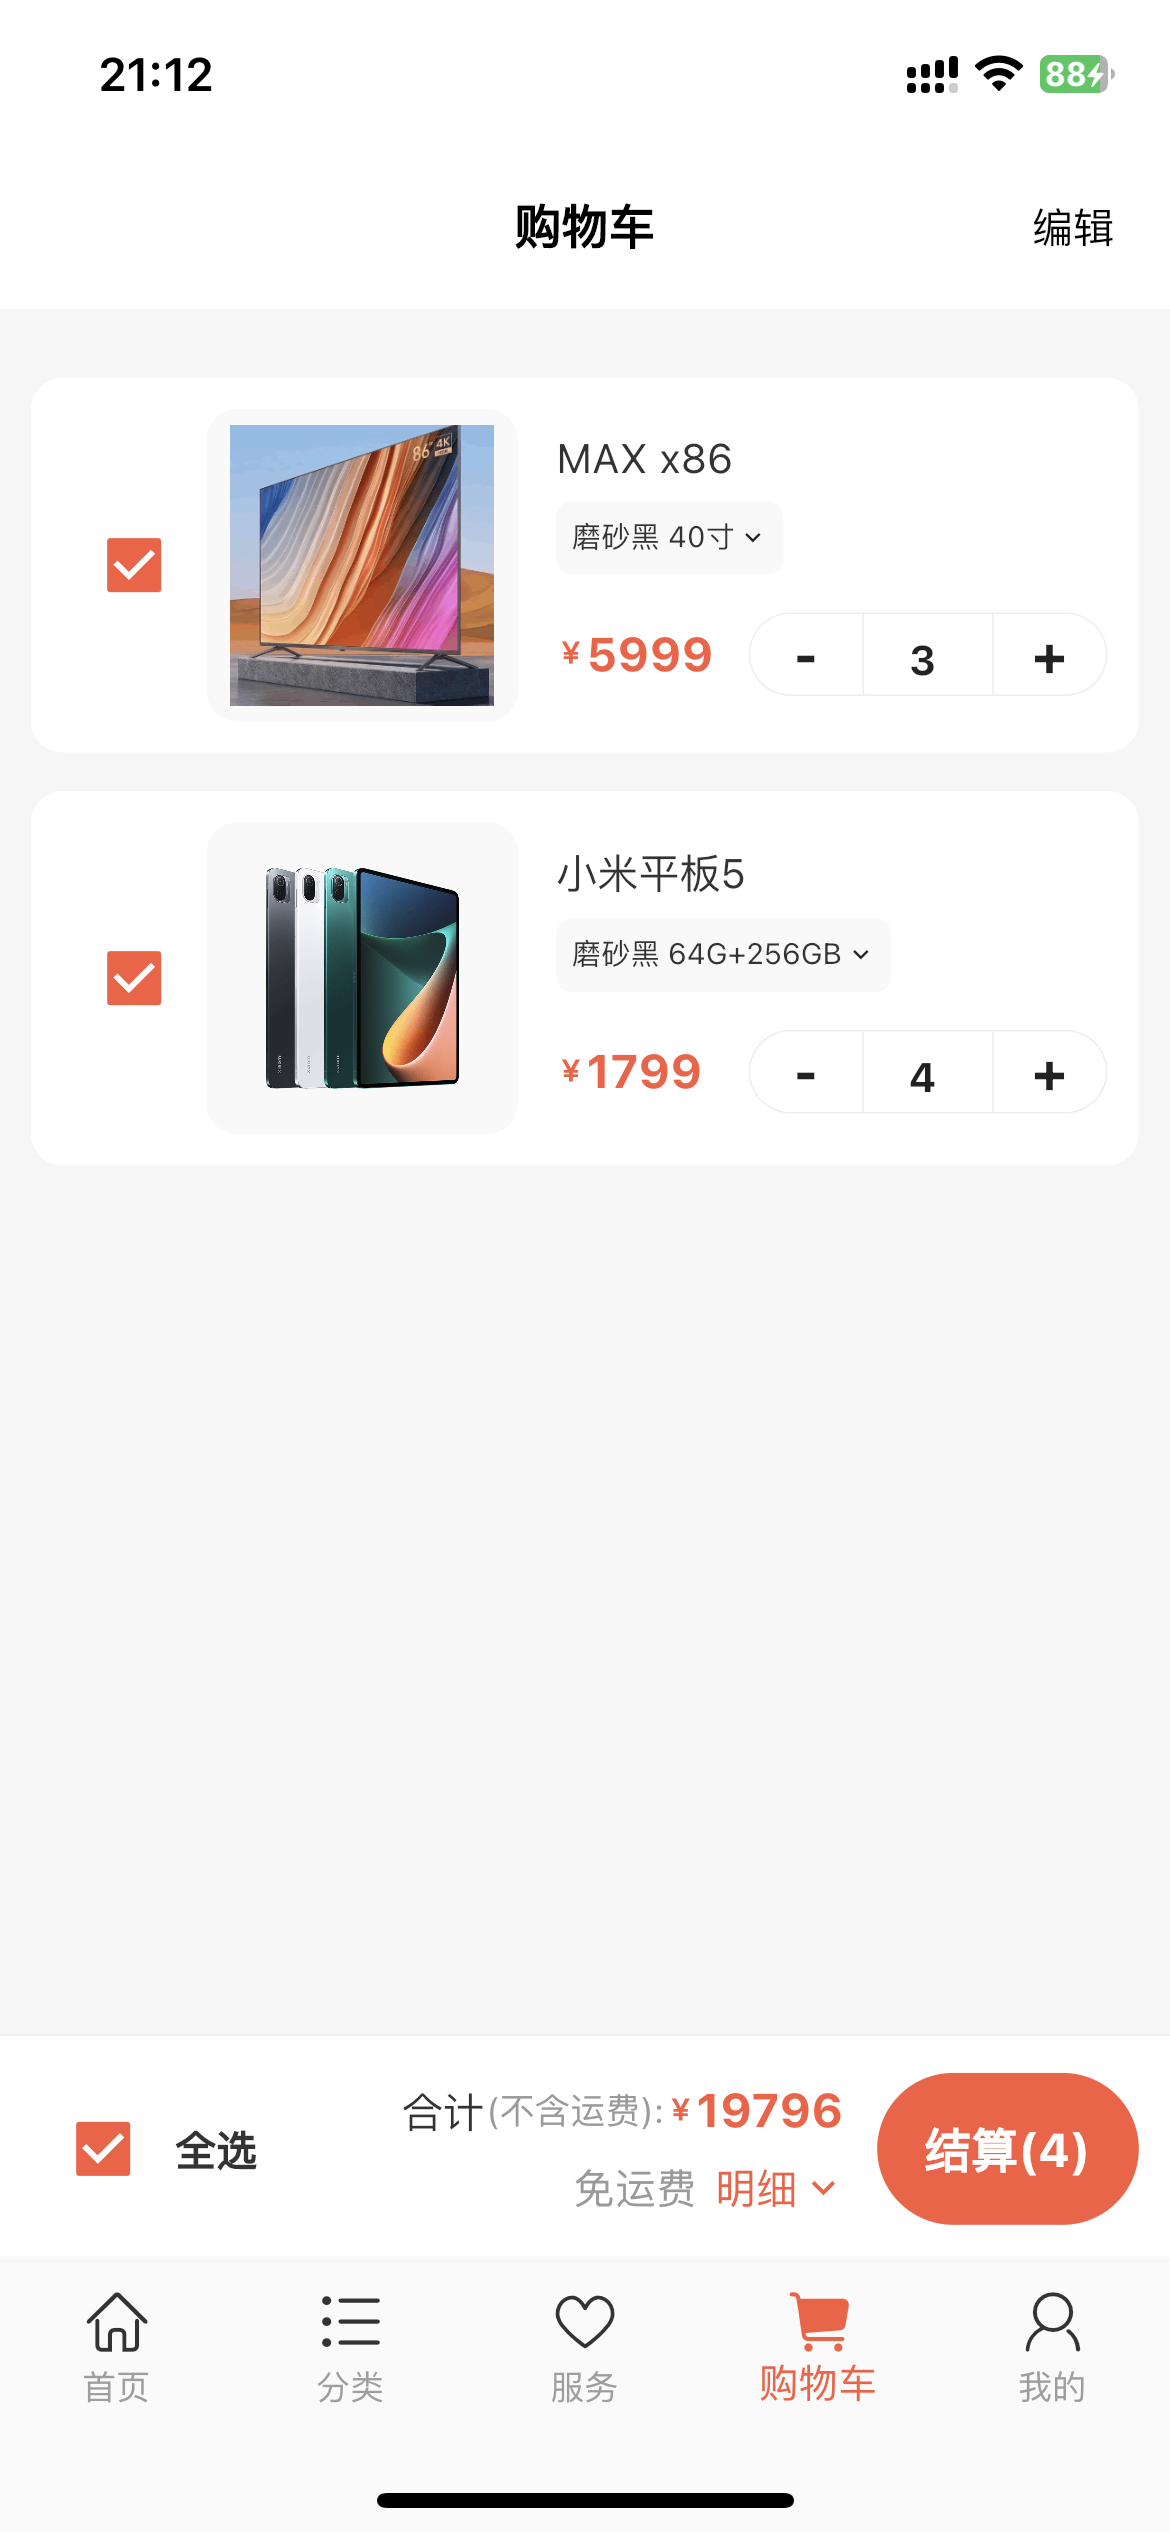 21:12
88
购物车
编辑
86" 4K
MAX x86
磨砂黑 40寸
¥5999
-
3
+
小米平板5
磨砂黑 64G+256GB
¥1799
-
4
+
全选
合计(不含运费):¥19796
免运费 明细
结算(4)
首页
分类
服务
购物车
我的